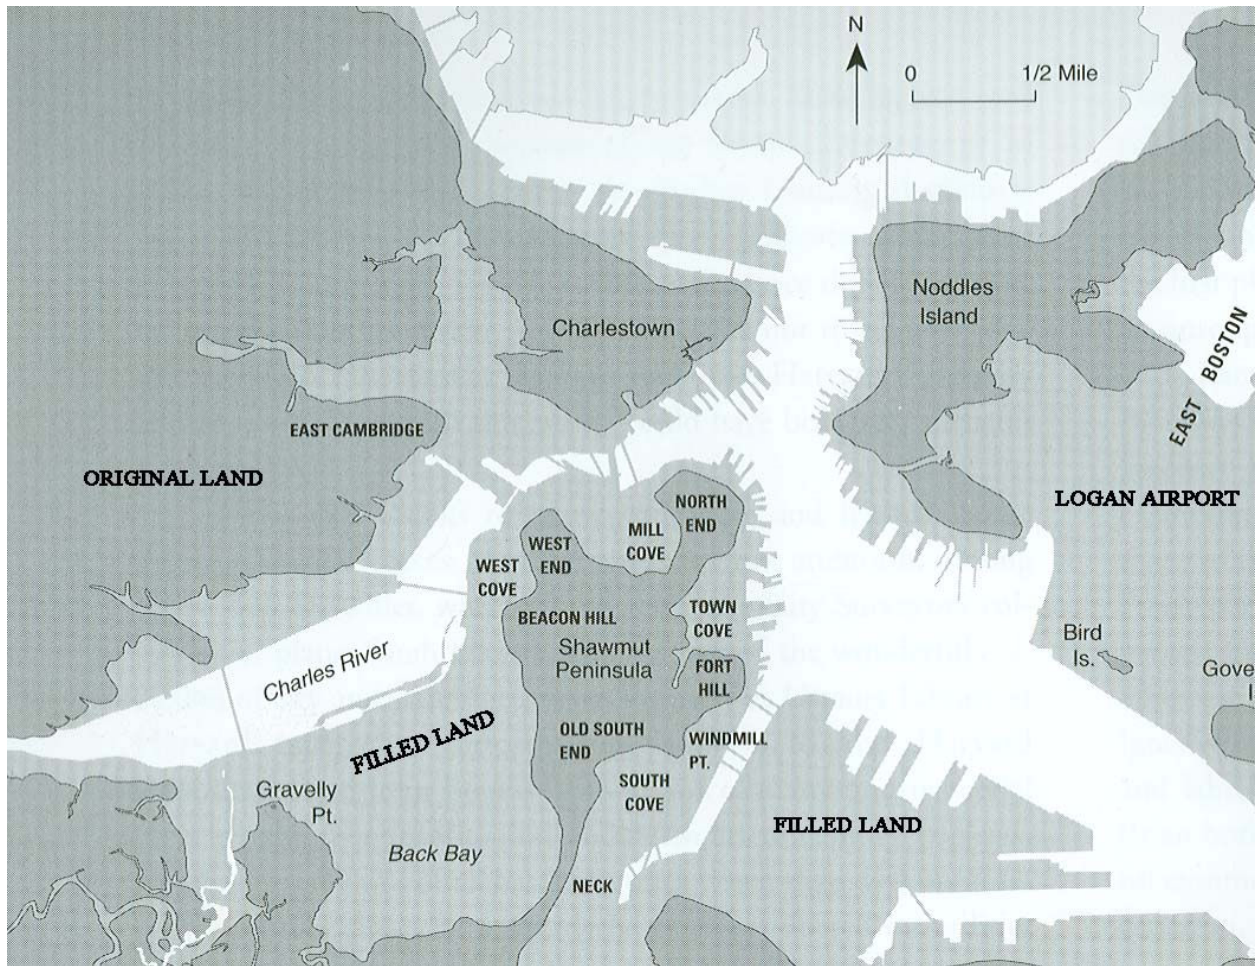 N
0 1/2 Mile
Noddles
Island
Charlestown
EAST BOSTON
EAST CAMBRIDGE
ORIGINAL LAND
LOGAN AIRPORT
NORTH
END
MILL
COVE
WEST
END
WEST
COVE
BEACON HILL
TOWN
COVE
Shawmut
Peninsula
Bird
Is.
Charles River
FORT
HILL
Gove
I
FILLED LAND
OLD SOUTH
END
WINDMILL
PT.
SOUTH
COVE
Gravelly
Pt.
FILLED LAND
Back Bay
NECK